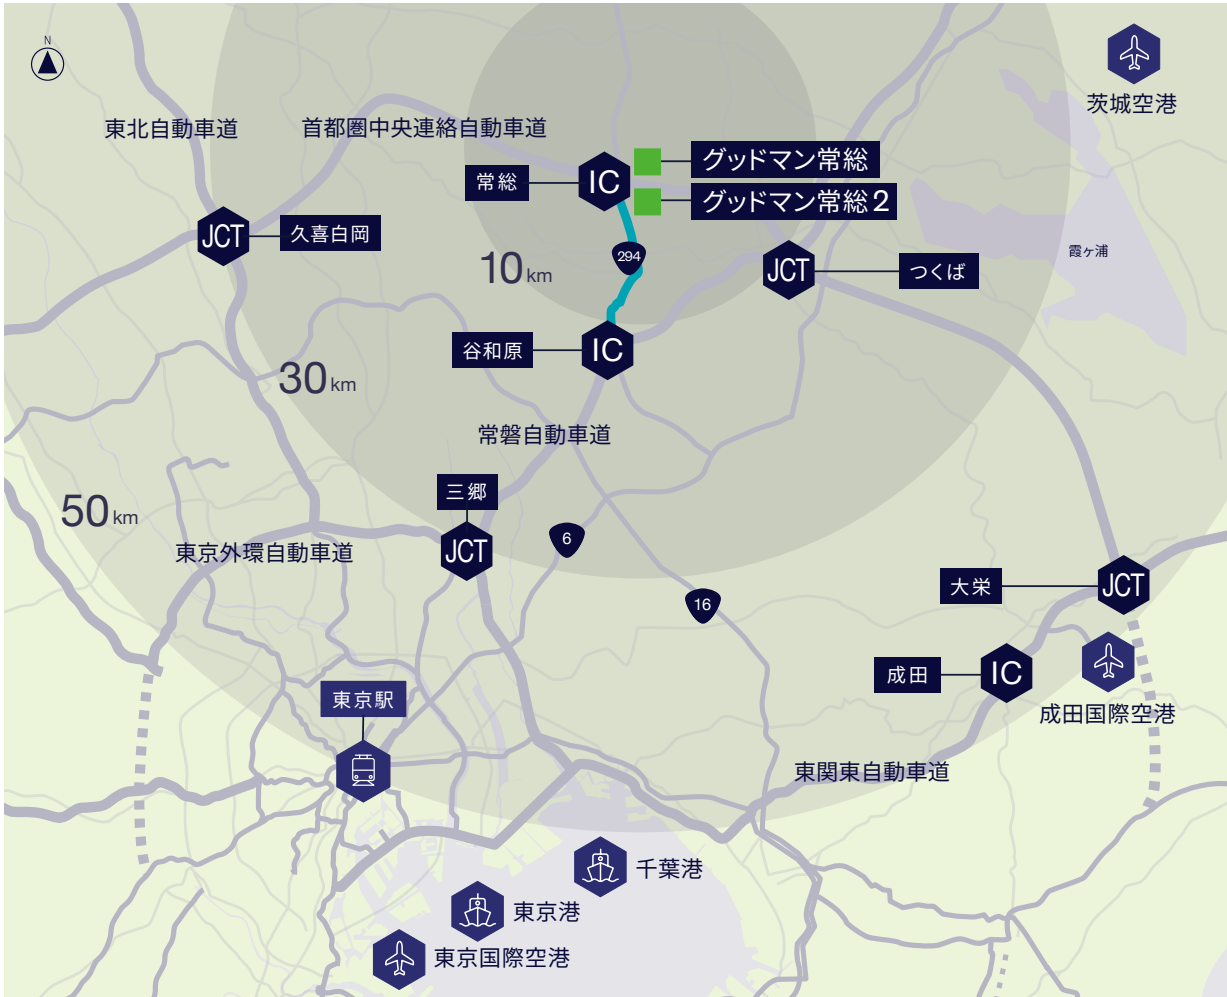 N
茨城空港
東北自動車道
首都圏中央連絡自動車道
グッドマン常総
常総
IC
グッドマン常総2
JCT
久喜白岡
294
10km
霞ヶ浦
JCT
つくば
谷和原
IC
30km
常磐自動車道
三郷
50km
JCT
6
東京外環自動車道
大栄
JCT
16
成田
IC
成田国際空港
東京駅
東関東自動車道
千葉港
東京港
東京国際空港